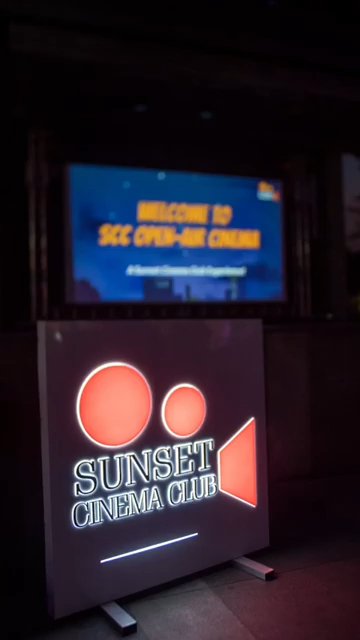 WELCOME TO
SCC OPEN-AIR CINEMA
A Sunset Cinema Club Experience!
SUNSET
CINEMA CLUB